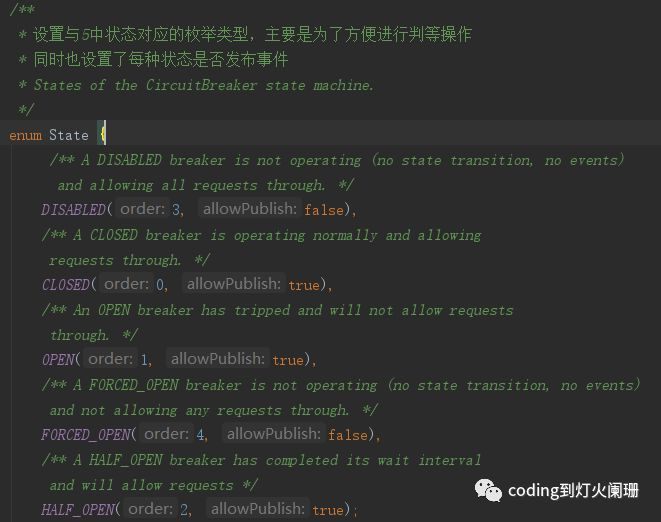 /**
* 设置与5中状态对应的枚举类型，主要是为了方便进行判等操作
* 同时也设置了每种状态是否发布事件
* States of the CircuitBreaker state machine.
*/
enum State {
/** A DISABLED breaker is not operating (no state transition, no events)
and allowing all requests through. */
DISABLED( order: 3, allowPublish: false),
/** A CLOSED breaker is operating normally and allowing
requests through. */
CLOSED( order: 0, allowPublish: true),
/** An OPEN breaker has tripped and will not allow requests
through. */
OPEN( order: 1, allowPublish: true),
/** A FORCED_OPEN breaker is not operating (no state transition, no events)
and not allowing any requests through. */
FORCED_OPEN( order: 4, allowPublish: false),
/** A HALF_OPEN breaker has completed its wait interval
and will allow requests */
HALF_OPEN( order: 2, allowPublish: true);
coding到灯火阑珊